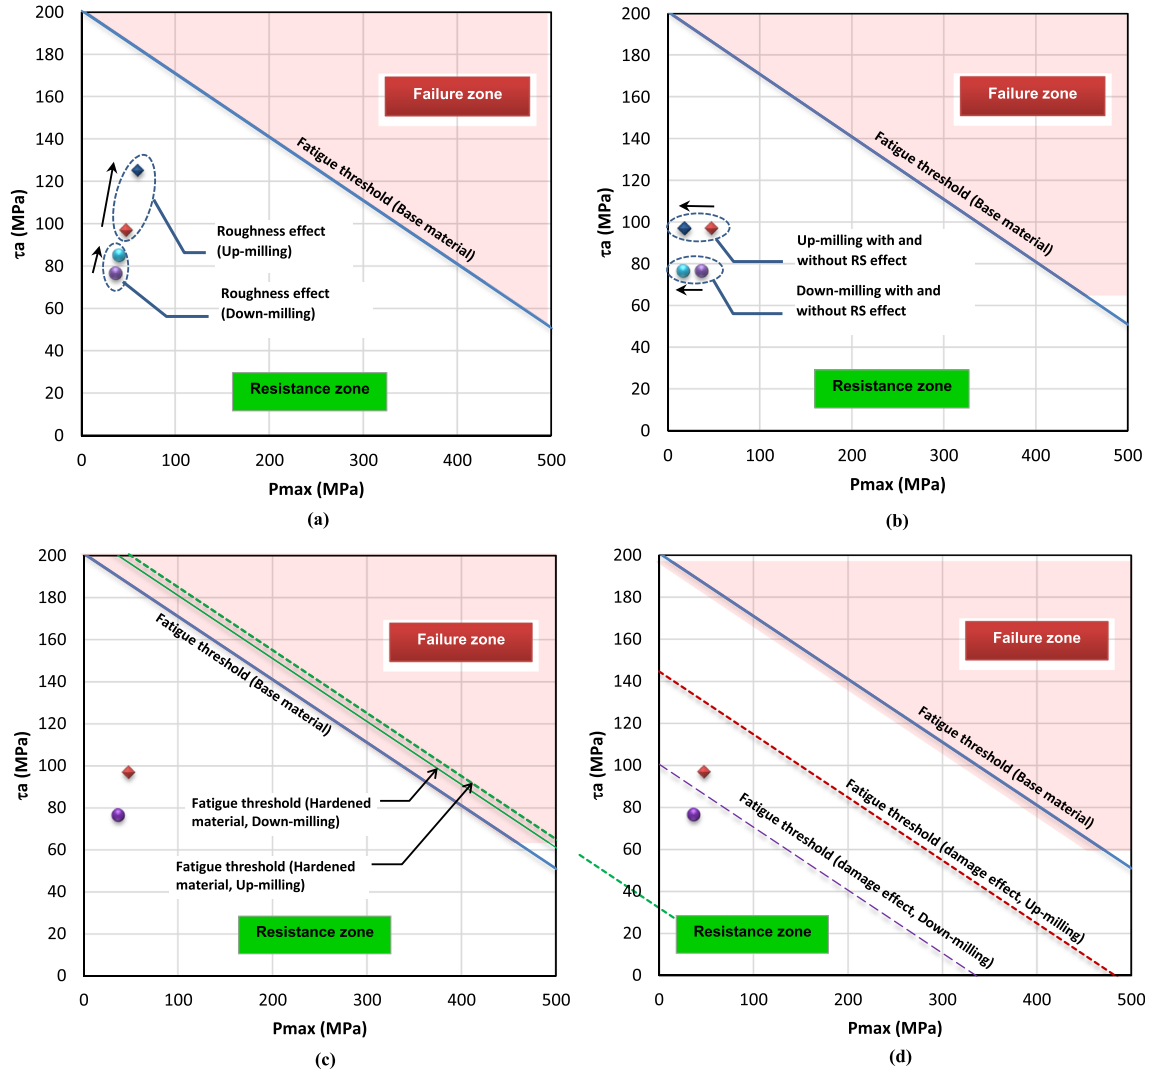 200
180
160
140
120
100
80
60
40
20
0
τa (MPa)
Failure zone
Fatigue threshold (Base material)
Roughness effect
(Up-milling)
Roughness effect
(Down-milling)
Resistance zone
0 100 200 300 400 500
Pmax (MPa)
(a)
200
180
160
140
120
100
80
60
40
20
0
τa (MPa)
Failure zone
Fatigue threshold (Base material)
Up-milling with and
without RS effect
Down-milling with and
without RS effect
Resistance zone
0 100 200 300 400 500
Pmax (MPa)
(b)
200
180
160
140
120
100
80
60
40
20
0
τa (MPa)
Failure zone
Fatigue threshold (Base material)
Fatigue threshold (Hardened
material, Down-milling)
Fatigue threshold (Hardened
material, Up-milling)
Resistance zone
0 100 200 300 400 500
Pmax (MPa)
(c)
200
180
160
140
120
100
80
60
40
20
0
τa (MPa)
Failure zone
Fatigue threshold (Base material)
Fatigue threshold (damage effect, Up-milling)
Fatigue threshold (damage effect, Down-milling)
Resistance zone
0 100 200 300 400 500
Pmax (MPa)
(d)